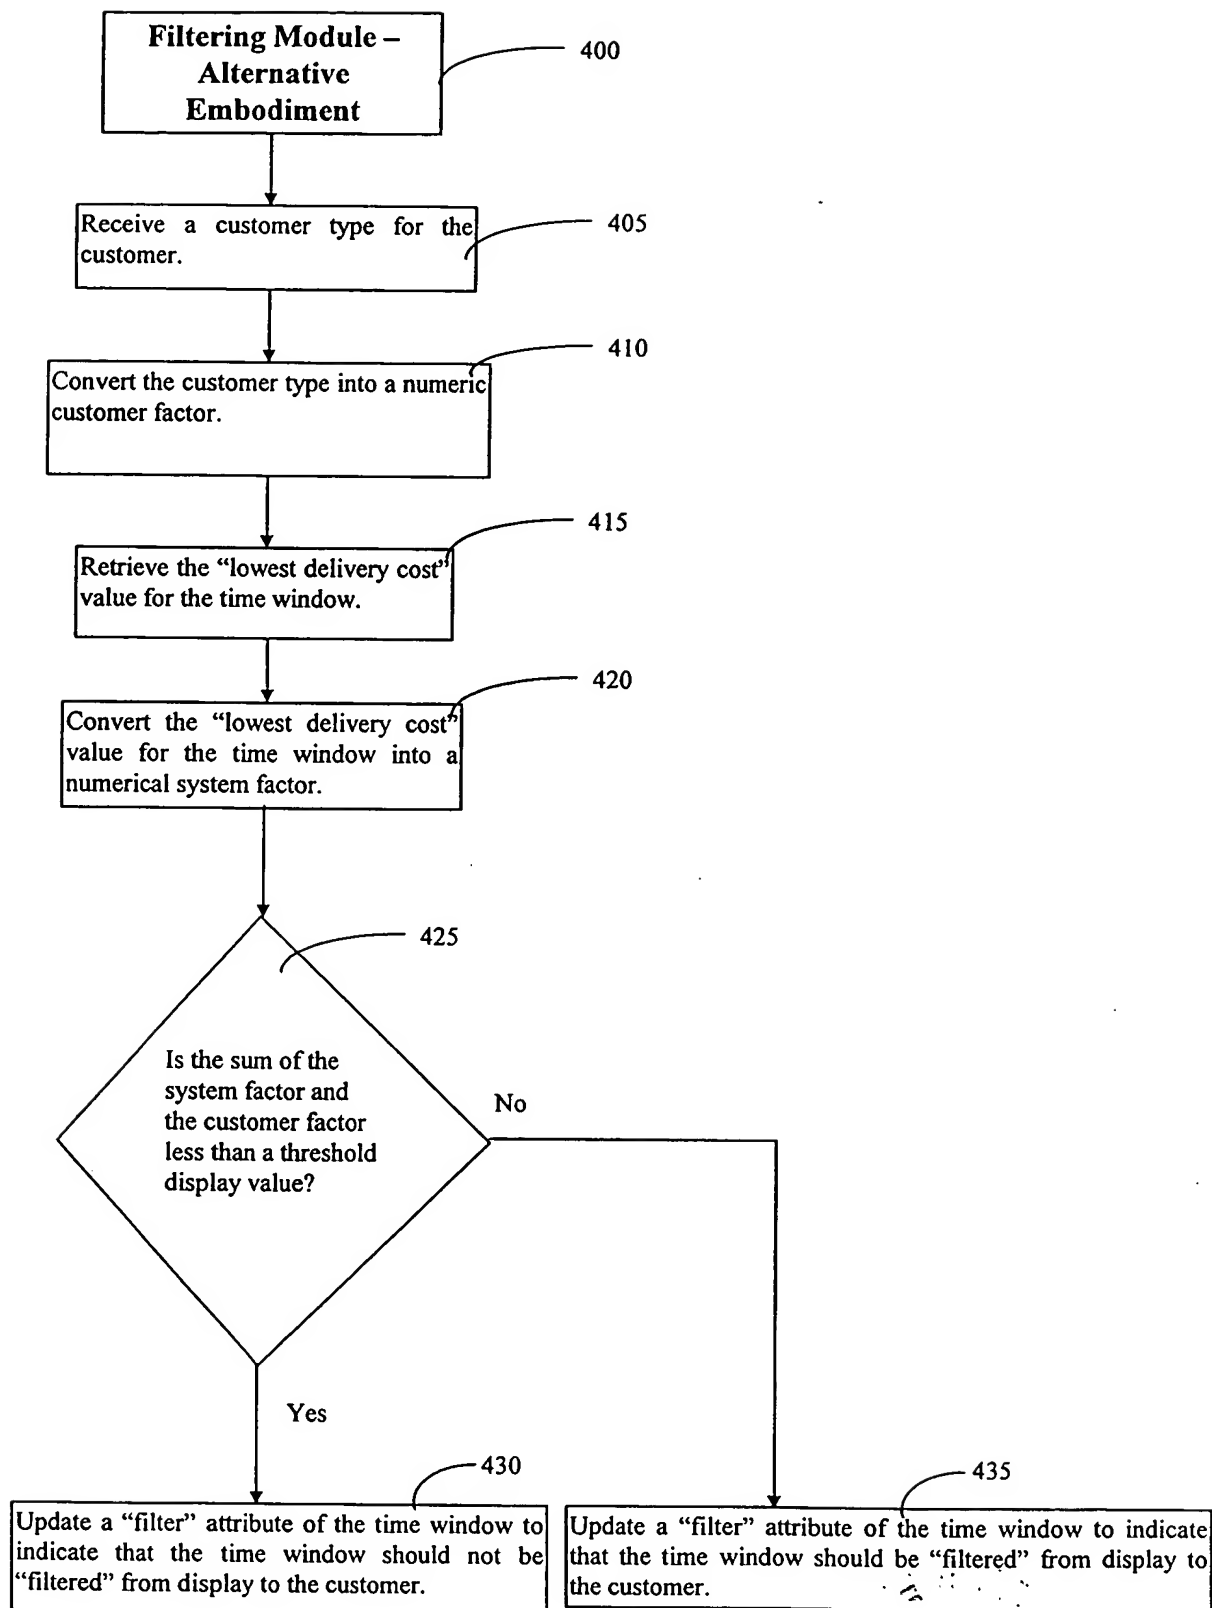 Filtering Module –
Alternative
Embodiment
400
Receive a customer type for the
customer.
405
Convert the customer type into a numeric
customer factor.
410
Retrieve the “lowest delivery cost”
value for the time window.
415
Convert the “lowest delivery cost”
value for the time window into a
numerical system factor.
420
425
Is the sum of the
system factor and
the customer factor
less than a threshold
display value?
No
Yes
430
Update a “filter” attribute of the time window to
indicate that the time window should not be
“filtered” from display to the customer.
435
Update a “filter” attribute of the time window to indicate
that the time window should be “filtered” from display to
the customer.